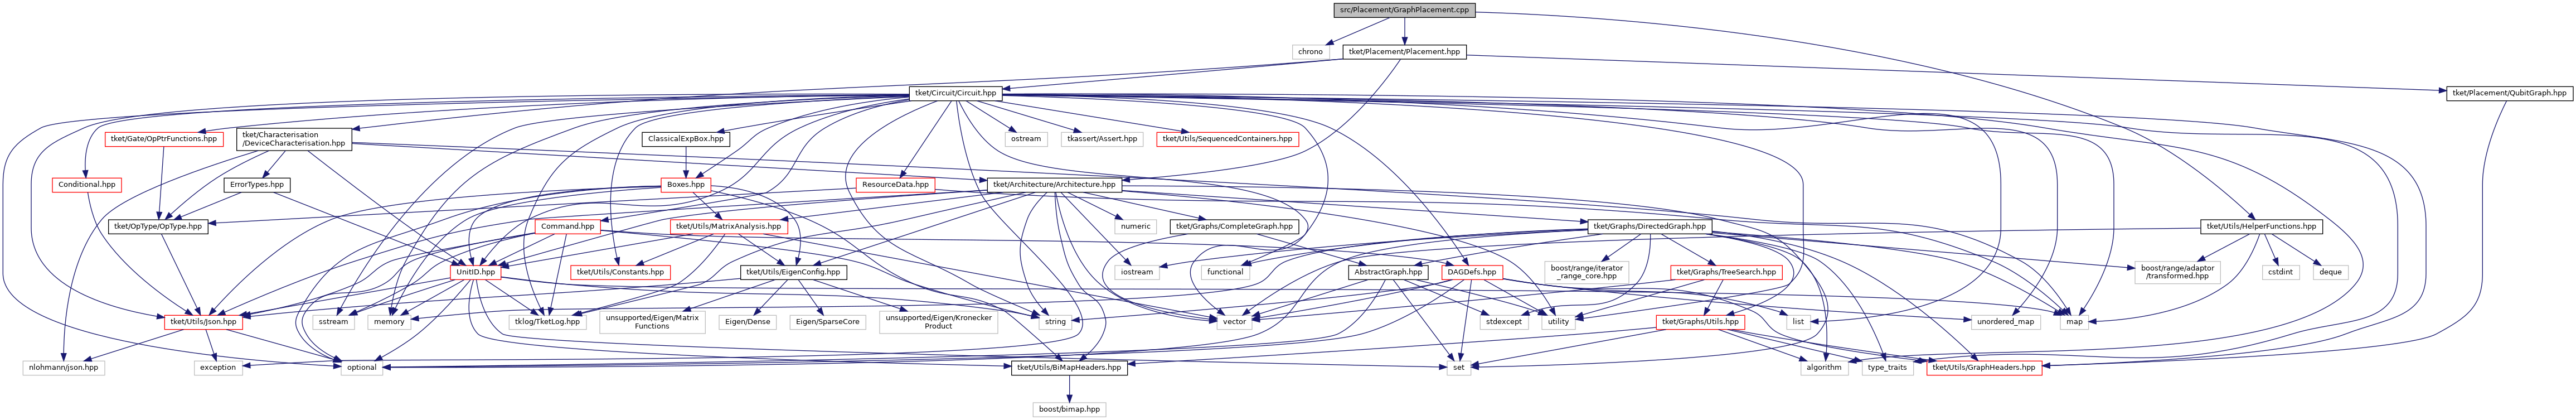 src/Placement/GraphPlacement.cpp
chrono
tket/Placement/Placement.hpp
tket/Circuit/Circuit.hpp
tket/Placement/QubitGraph.hpp
tket/Gate/OpPtrFunctions.hpp
tket/Characterisation
/DeviceCharacterisation.hpp
ClassicalExpBox.hpp
ostream
tkassert/Assert.hpp
tket/Utils/SequencedContainers.hpp
Conditional.hpp
ErrorTypes.hpp
Boxes.hpp
ResourceData.hpp
tket/Architecture/Architecture.hpp
tket/OpType/OpType.hpp
Command.hpp
tket/Utils/MatrixAnalysis.hpp
numeric
tket/Graphs/CompleteGraph.hpp
tket/Graphs/DirectedGraph.hpp
tket/Utils/HelperFunctions.hpp
UnitID.hpp
tket/Utils/Constants.hpp
tket/Utils/EigenConfig.hpp
iostream
functional
AbstractGraph.hpp
DAGDefs.hpp
boost/range/iterator
_range_core.hpp
tket/Graphs/TreeSearch.hpp
boost/range/adaptor
/transformed.hpp
cstdint
deque
tket/Utils/Json.hpp
sstream
memory
tklog/TketLog.hpp
unsupported/Eigen/Matrix
Functions
Eigen/Dense
Eigen/SparseCore
unsupported/Eigen/Kronecker
Product
string
vector
stdexcept
utility
tket/Graphs/Utils.hpp
list
unordered_map
map
nlohmann/json.hpp
exception
optional
tket/Utils/BiMapHeaders.hpp
set
algorithm
type_traits
tket/Utils/GraphHeaders.hpp
boost/bimap.hpp